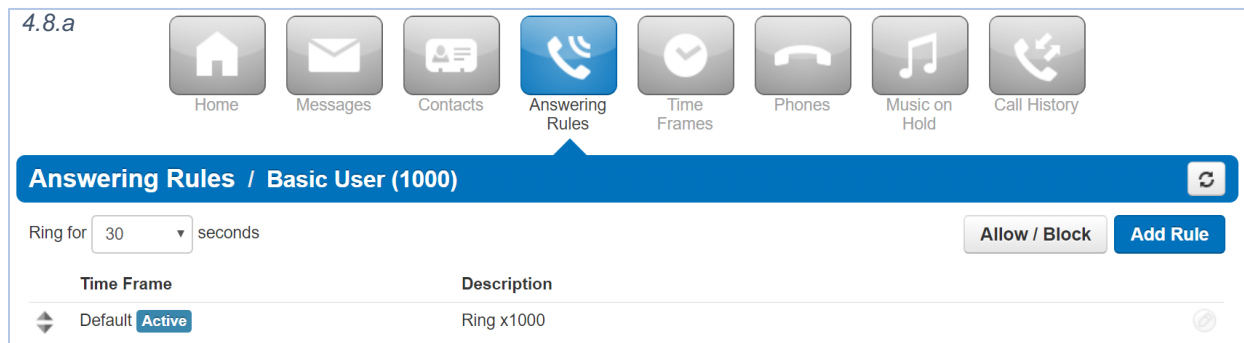 4.8.a
Home Messages Contacts Answering Rules Time Frames Phones Music on Hold Call History
Answering Rules / Basic User (1000)
Ring for 30 seconds Allow / Block Add Rule
Time Frame Description
Default Active Ring x1000